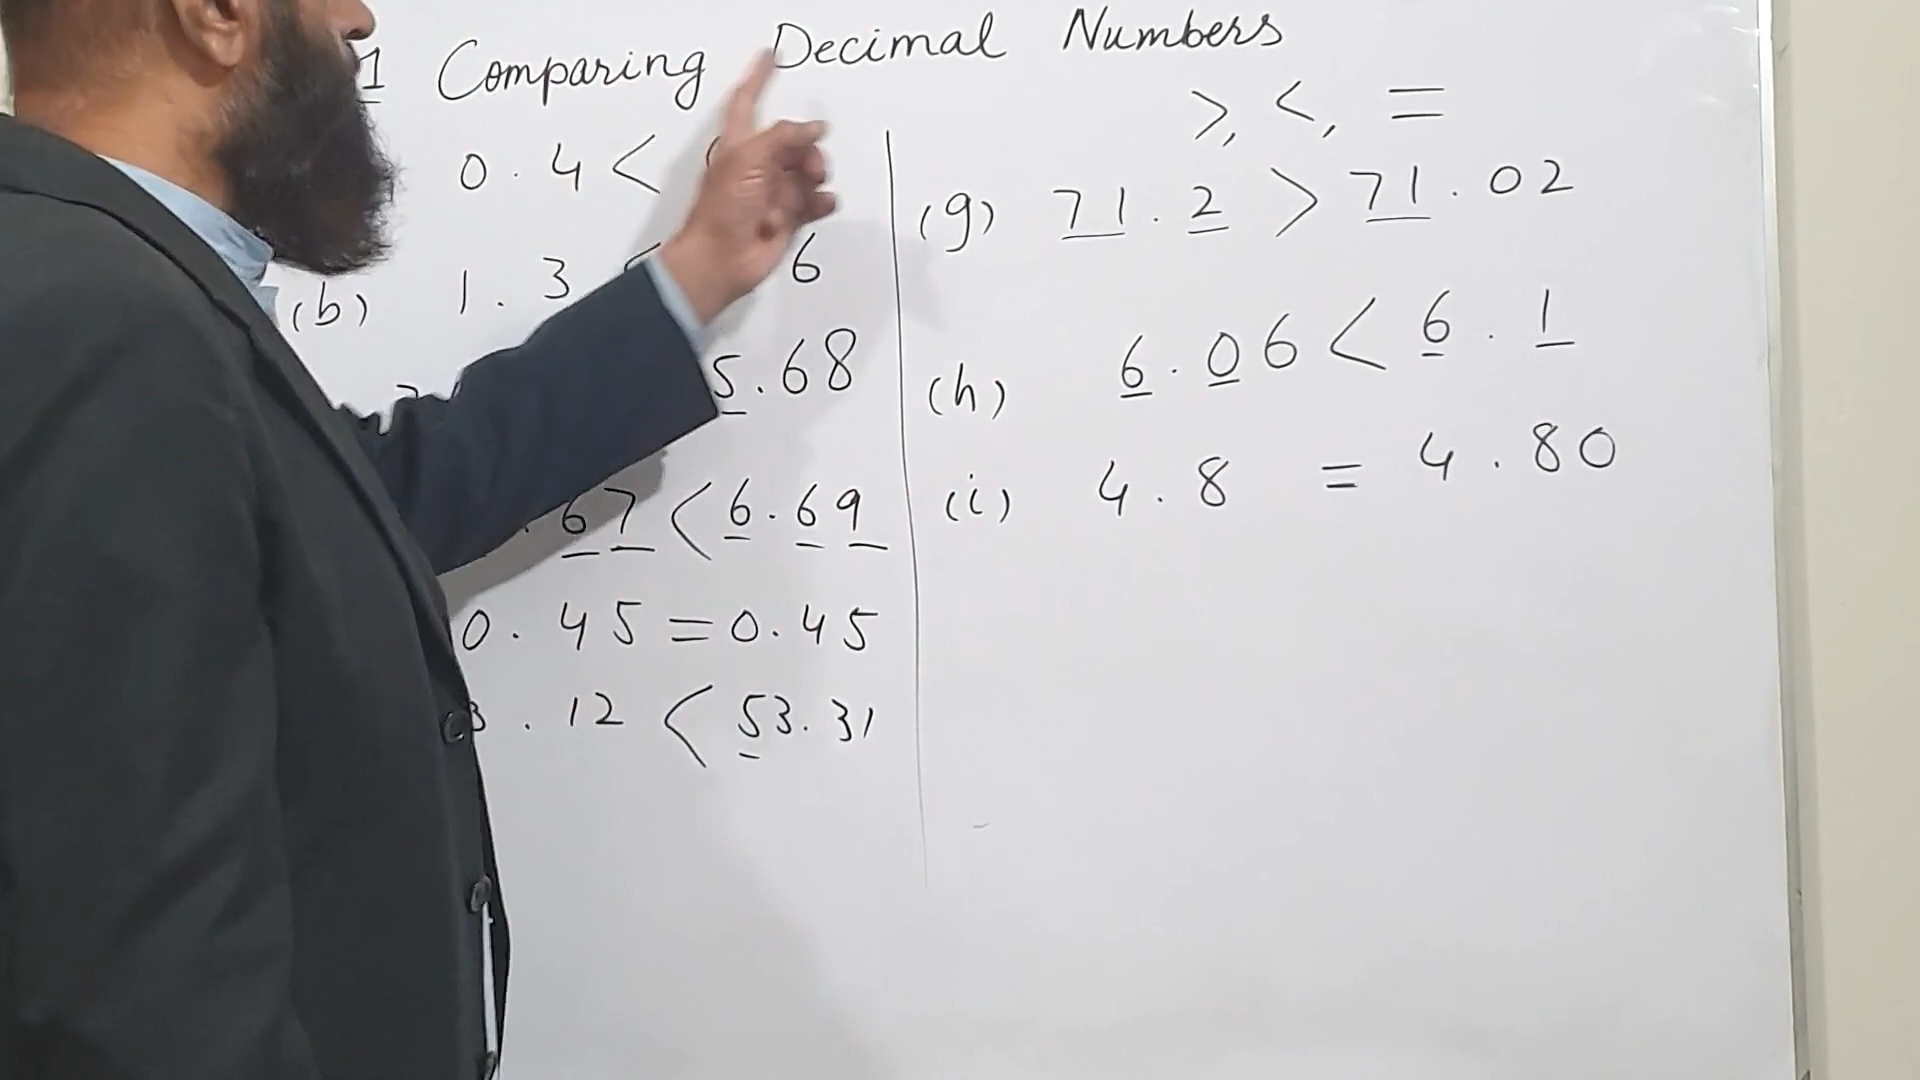 1 Comparing Decimal Numbers
>, <, =
0.4 <
(b) 1.3 < 6
5.68
.67 < 6.69
0.45 = 0.45
3.12 < 53.31
(g) 71.2 > 71.02
(h) 6.06 < 6.1
(i) 4.8 = 4.80